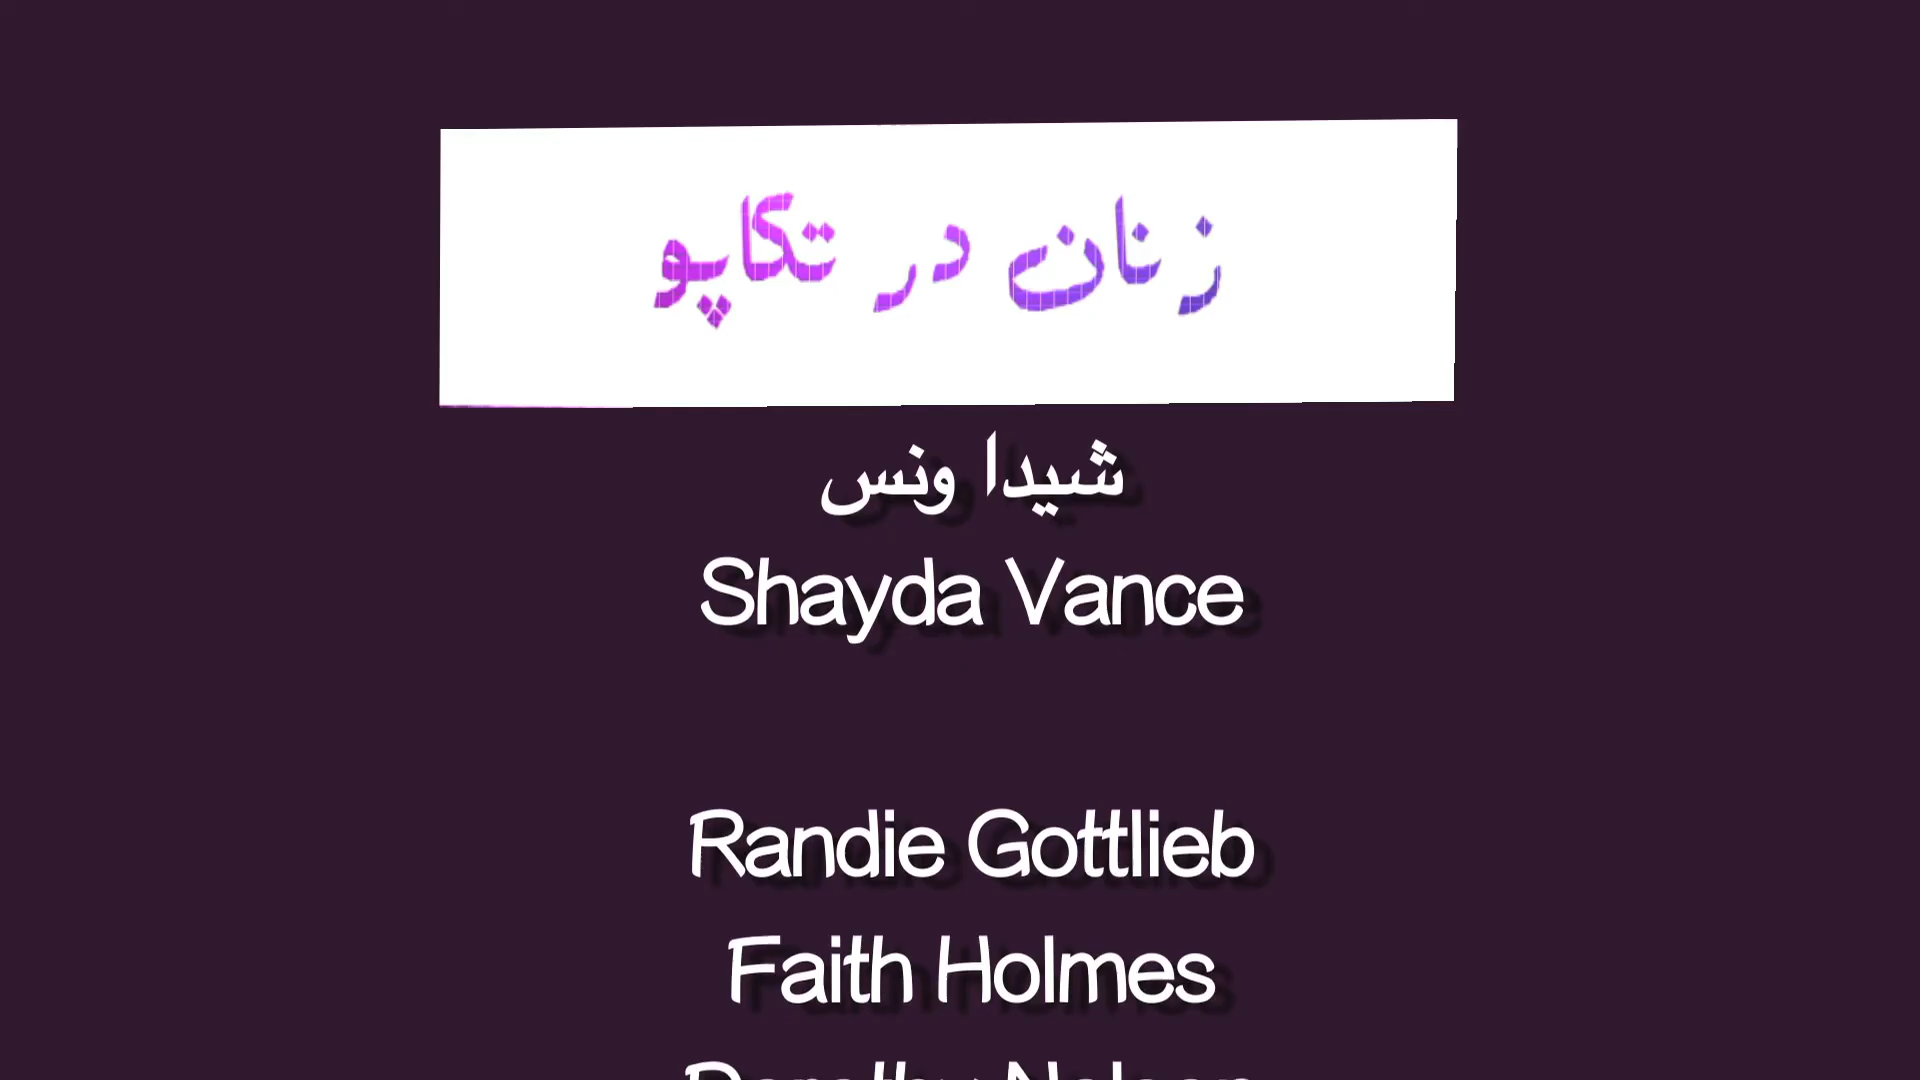 زنان در تکاپو
شیدا ونس
Shayda Vance
Randie Gottlieb
Faith Holmes